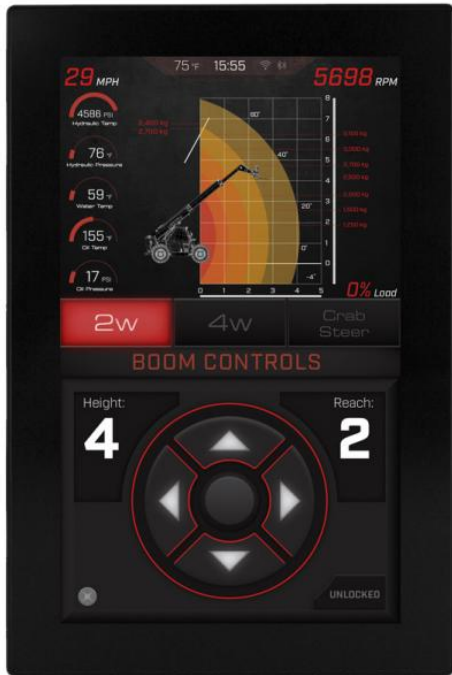 29 MPH
75 °F 15:55
5698 RPM
4586 PSI
Hydraulic Temp
76 °F
Hydraulic Pressure
59 °F
Water Temp
155 °F
Oil Temp
17 PSI
Oil Pressure
60°
40°
20°
0°
-4°
8
7
6
5
4
3
2
1
0
0 1 2 3 4 5
0% Load
2w
4w
Crab
Steer
BOOM CONTROLS
Height:
4
Reach:
2
UNLOCKED